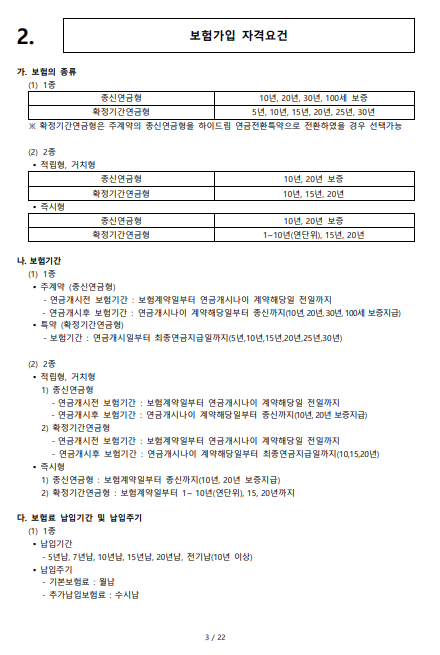 2.
보험가입 자격요건
가. 보험의 종류
(1) 1종
종신연금형 10년, 20년, 30년, 100세 보증
확정기간연금형 5년, 10년, 15년, 20년, 25년, 30년
※ 확정기간연금형은 주계약의 종신연금형을 하이드림 연금전환특약으로 전환하였을 경우 선택가능
(2) 2종
• 적립형, 거치형
종신연금형 10년, 20년 보증
확정기간연금형 10년, 15년, 20년
• 즉시형
종신연금형 10년, 20년 보증
확정기간연금형 1~10년(연단위), 15년, 20년
나. 보험기간
(1) 1종
• 주계약 (종신연금형)
- 연금개시전 보험기간 : 보험계약일부터 연금개시나이 계약해당일 전일까지
- 연금개시후 보험기간 : 연금개시나이 계약해당일부터 종신까지(10년, 20년, 30년, 100세 보증지급)
• 특약 (확정기간연금형)
- 보험기간 : 연금개시일부터 최종연금지급일까지(5년,10년,15년,20년,25년,30년)
(2) 2종
• 적립형, 거치형
1) 종신연금형
- 연금개시전 보험기간 : 보험계약일부터 연금개시나이 계약해당일 전일까지
- 연금개시후 보험기간 : 연금개시나이 계약해당일부터 종신까지(10년, 20년 보증지급)
2) 확정기간연금형
- 연금개시전 보험기간 : 보험계약일부터 연금개시나이 계약해당일 전일까지
- 연금개시후 보험기간 : 연금개시나이 계약해당일부터 최종연금지급일까지(10,15,20년)
• 즉시형
1) 종신연금형 : 보험계약일부터 종신까지(10년, 20년 보증지급)
2) 확정기간연금형 : 보험계약일부터 1~ 10년(연단위), 15, 20년까지
다. 보험료 납입기간 및 납입주기
(1) 1종
• 납입기간
- 5년납, 7년납, 10년납, 15년납, 20년납, 전기납(10년 이상)
• 납입주기
- 기본보험료 : 월납
- 추가납입보험료 : 수시납
3 / 22